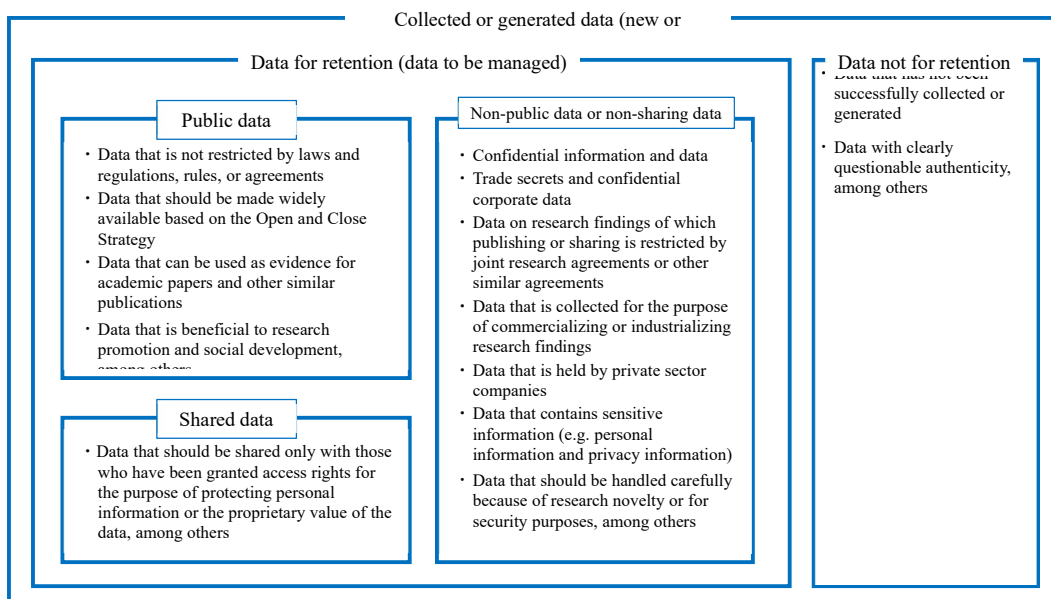 Collected or generated data (new or
Data for retention (data to be managed)
Public data
・Data that is not restricted by laws and
regulations, rules, or agreements
・Data that should be made widely
available based on the Open and Close
Strategy
・Data that can be used as evidence for
academic papers and other similar
publications
・Data that is beneficial to research
promotion and social development,
among others
Shared data
・Data that should be shared only with those
who have been granted access rights for
the purpose of protecting personal
information or the proprietary value of the
data, among others
Non-public data or non-sharing data
・Confidential information and data
・Trade secrets and confidential
corporate data
・Data on research findings of which
publishing or sharing is restricted by
joint research agreements or other
similar agreements
・Data that is collected for the purpose
of commercializing or industrializing
research findings
・Data that is held by private sector
companies
・Data that contains sensitive
information (e.g. personal
information and privacy information)
・Data that should be handled carefully
because of research novelty or for
security purposes, among others
Data not for retention
・Data that has not been
successfully collected or
generated
・Data with clearly
questionable authenticity,
among others